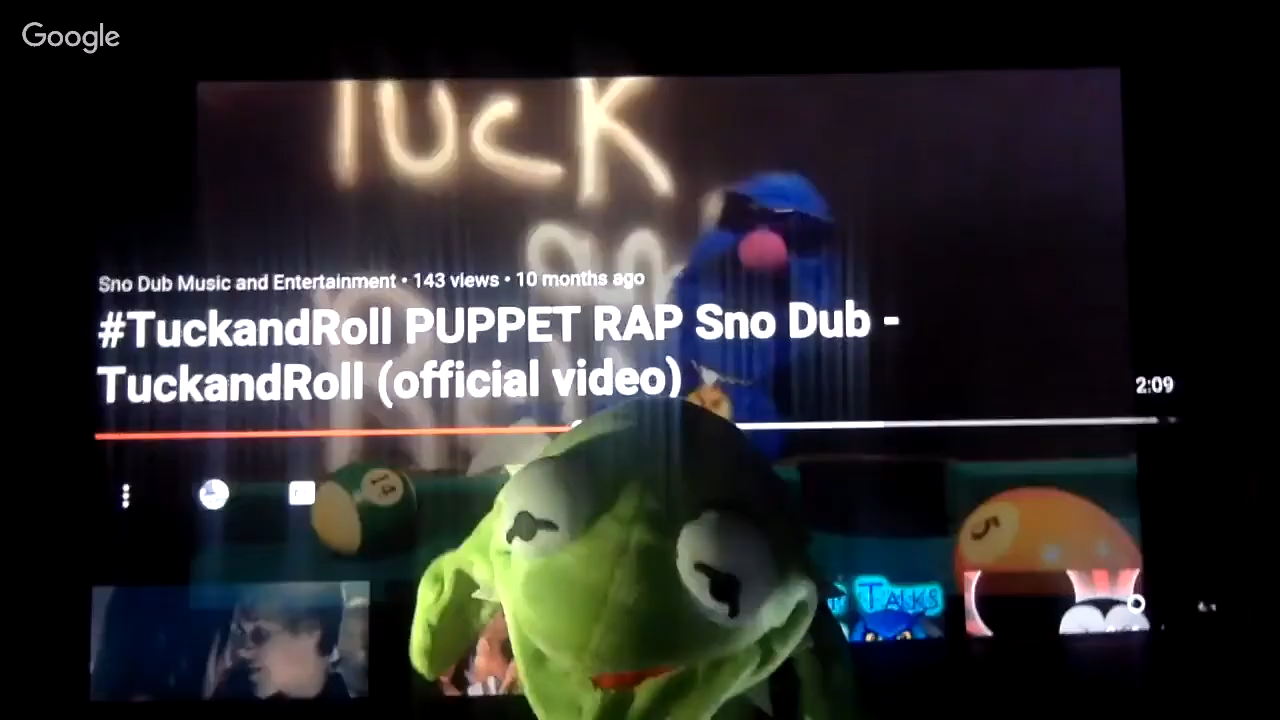 Google
Tuck
Sno Dub Music and Entertainment • 143 views • 10 months ago
#TuckandRoll PUPPET RAP Sno Dub -
TuckandRoll (official video)
2:09
14
5
TALKS